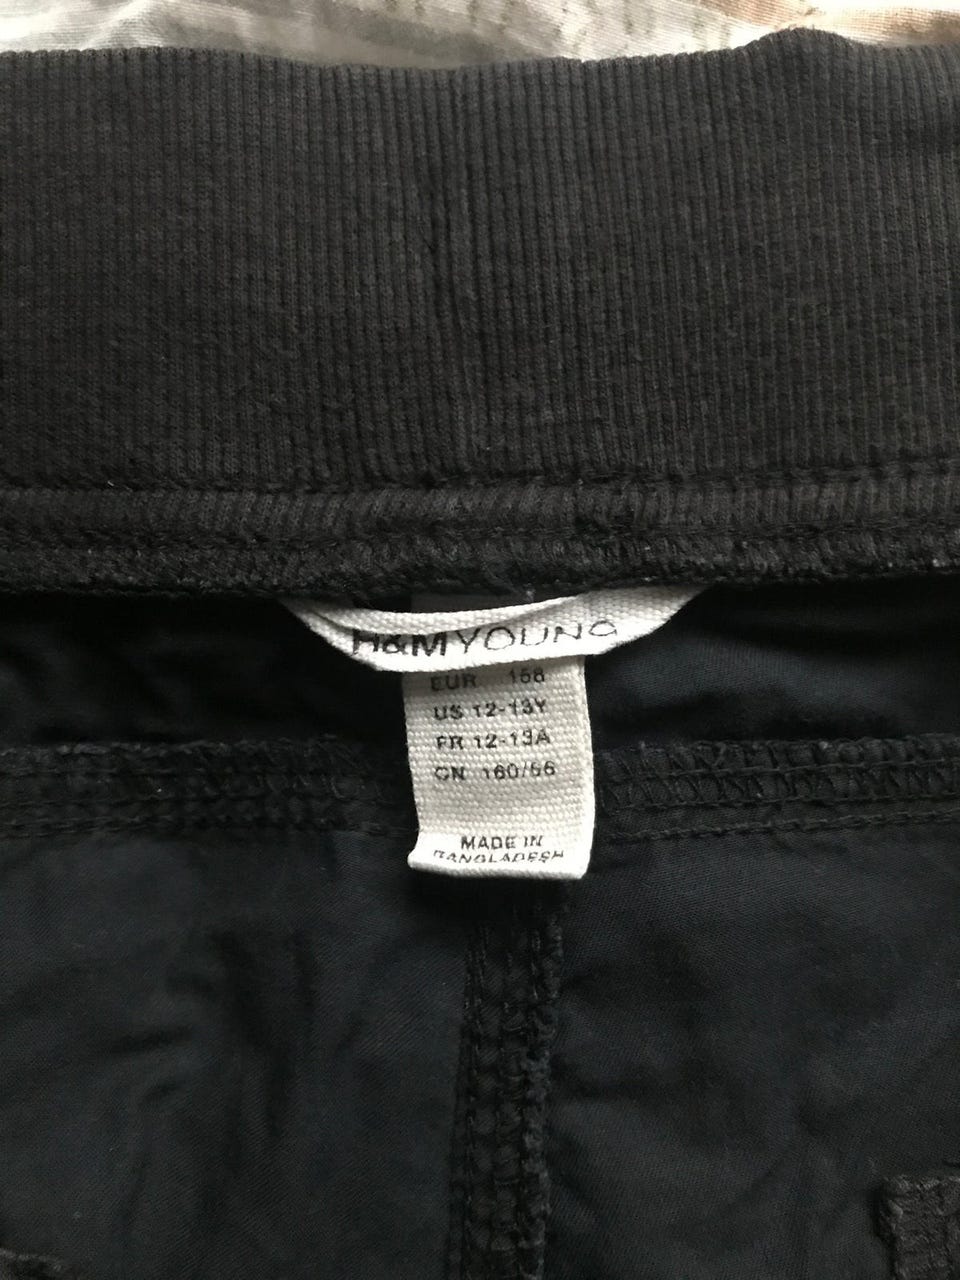 H&M YOUNG
EUR 158
US 12-13Y
FR 12-13A
CN 160/66
MADE IN
BANGLADESH